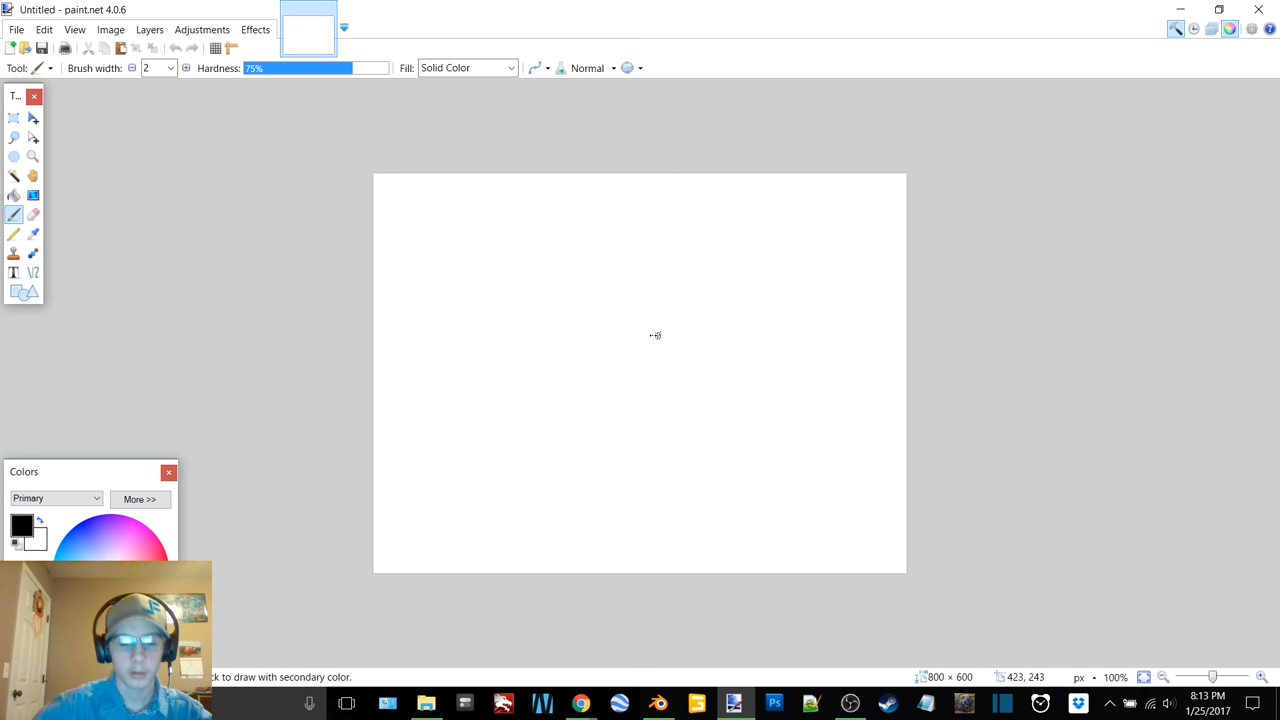 Untitled - paint.net 4.0.6
File Edit View Image Layers Adjustments Effects
Tool: Brush width: 2 Hardness: 75% Fill: Solid Color Normal
T...
Colors
Primary More >>
ck to draw with secondary color. 800 × 600 423, 243 px 100%
8:13 PM
1/25/2017